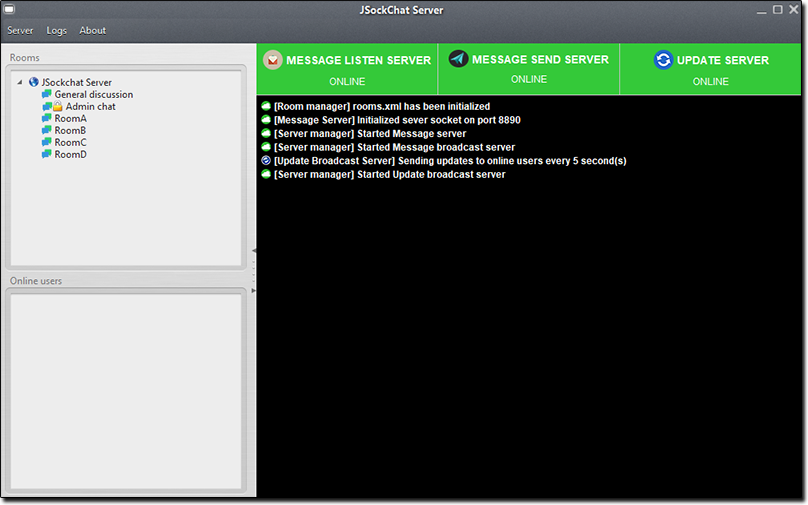 JSockChat Server
Server Logs About
Rooms
JSockchat Server
General discussion
Admin chat
RoomA
RoomB
RoomC
RoomD
Online users
MESSAGE LISTEN SERVER
ONLINE
MESSAGE SEND SERVER
ONLINE
UPDATE SERVER
ONLINE
[Room manager] rooms.xml has been initialized
[Message Server] Initialized sever socket on port 8890
[Server manager] Started Message server
[Server manager] Started Message broadcast server
[Update Broadcast Server] Sending updates to online users every 5 second(s)
[Server manager] Started Update broadcast server